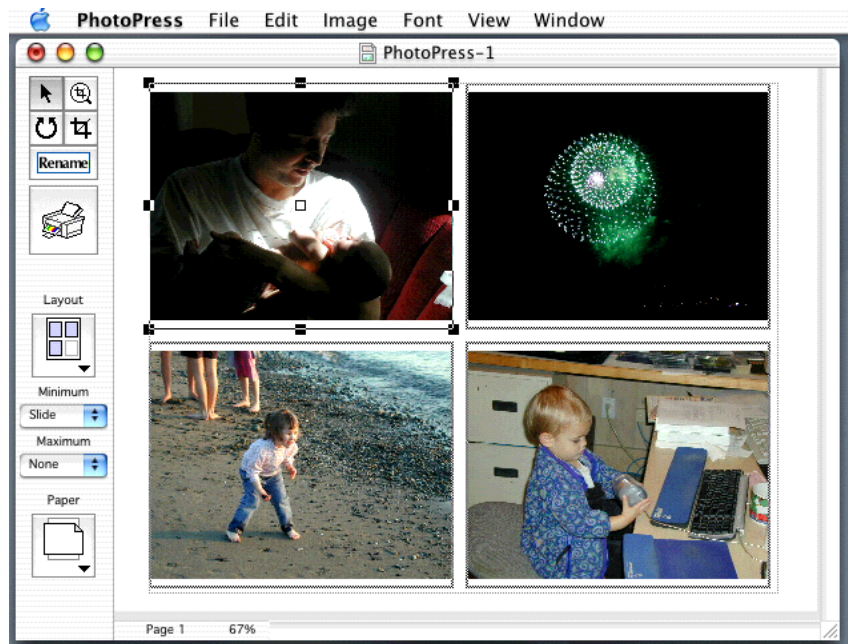 PhotoPress File Edit Image Font View Window
PhotoPress-1
Rename
Layout
Minimum
Slide
Maximum
None
Paper
Page 1 67%